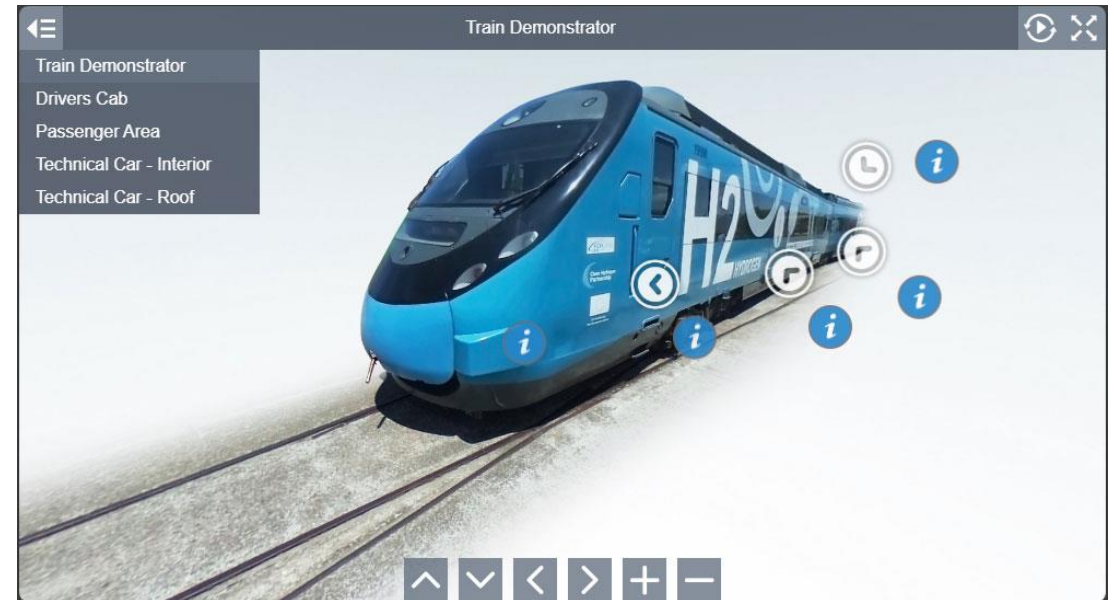 Train Demonstrator
Train Demonstrator
Drivers Cab
Passenger Area
Technical Car - Interior
Technical Car - Roof
H2
HYDROGEN
i
i
i
i
i